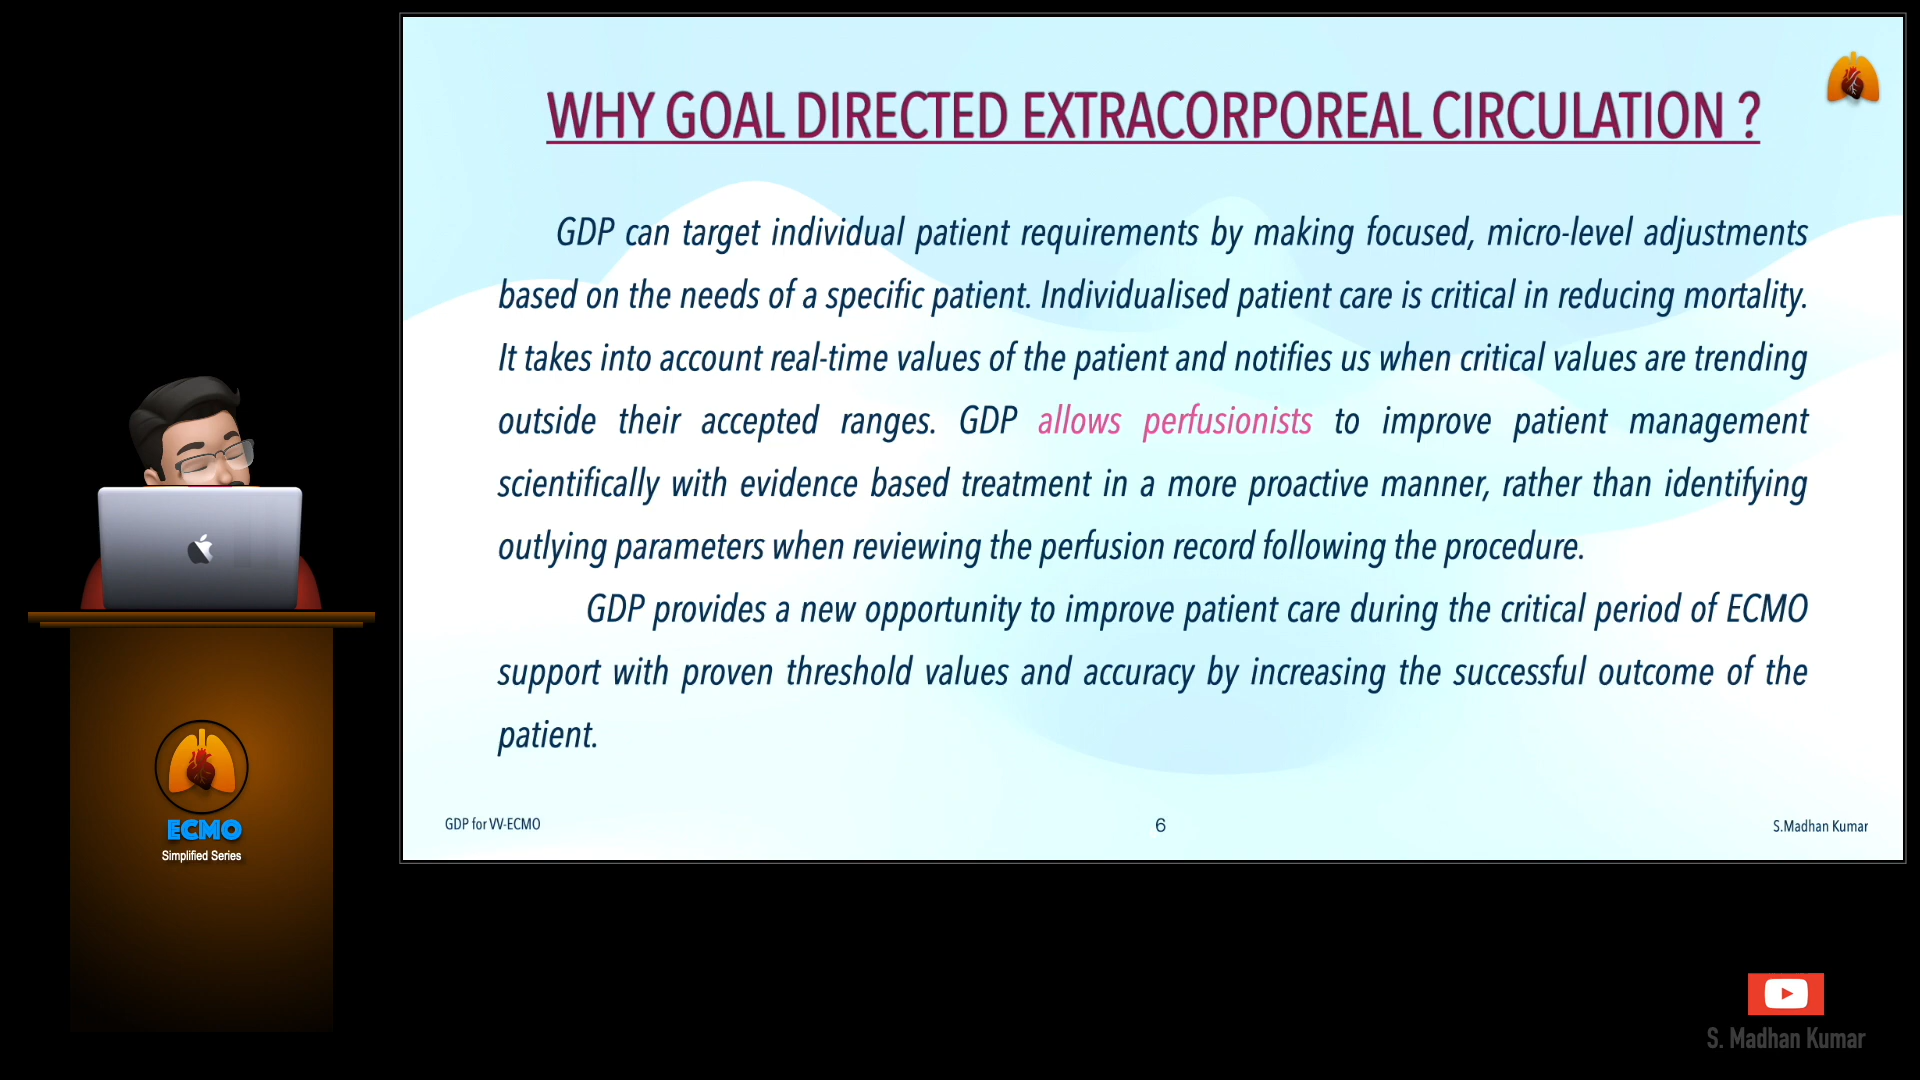 WHY GOAL DIRECTED EXTRACORPOREAL CIRCULATION ?
GDP can target individual patient requirements by making focused, micro-level adjustments
based on the needs of a specific patient. Individualised patient care is critical in reducing mortality.
It takes into account real-time values of the patient and notifies us when critical values are trending
outside their accepted ranges. GDP allows perfusionists to improve patient management
scientifically with evidence based treatment in a more proactive manner, rather than identifying
outlying parameters when reviewing the perfusion record following the procedure.
GDP provides a new opportunity to improve patient care during the critical period of ECMO
support with proven threshold values and accuracy by increasing the successful outcome of the
patient.
GDP for VV-ECMO
6
S.Madhan Kumar
ECMO
Simplified Series
S. Madhan Kumar